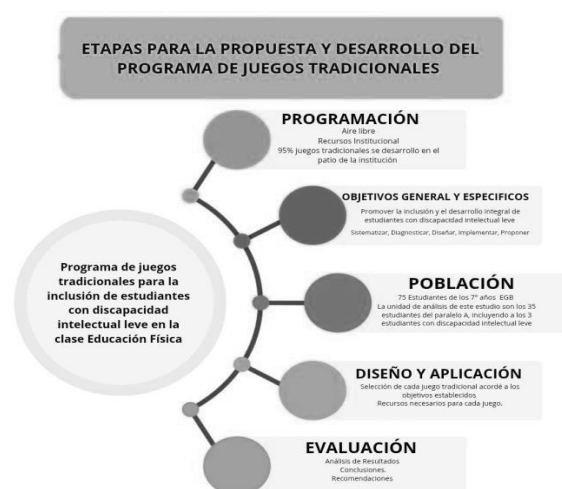 ETAPAS PARA LA PROPUESTA Y DESARROLLO DEL
PROGRAMA DE JUEGOS TRADICIONALES
PROGRAMACIÓN
Aire libre
Recursos Institucional
95% juegos tradicionales se desarrollo en el
patio de la institución
OBJETIVOS GENERAL Y ESPECIFICOS
Promover la inclusión y el desarrollo integral de
estudiantes con discapacidad intelectual leve
Sistematizar, Diagnosticar, Diseñar, Implementar, Proponer
Programa de juegos
tradicionales para la
inclusión de estudiantes
con discapacidad
intelectual leve en la
clase Educación Física
POBLACIÓN
75 Estudiantes de los 7° años EGB
La unidad de análisis de este estudio son los 35
estudiantes del paralelo A, incluyendo a los 3
estudiantes con discapacidad intelectual leve
DISEÑO Y APLICACIÓN
Selección de cada juego tradicional acordé a los
objetivos establecidos
Recursos necesarios para cada juego.
EVALUACIÓN
Análisis de Resultados
Conclusiones.
Recomendaciones